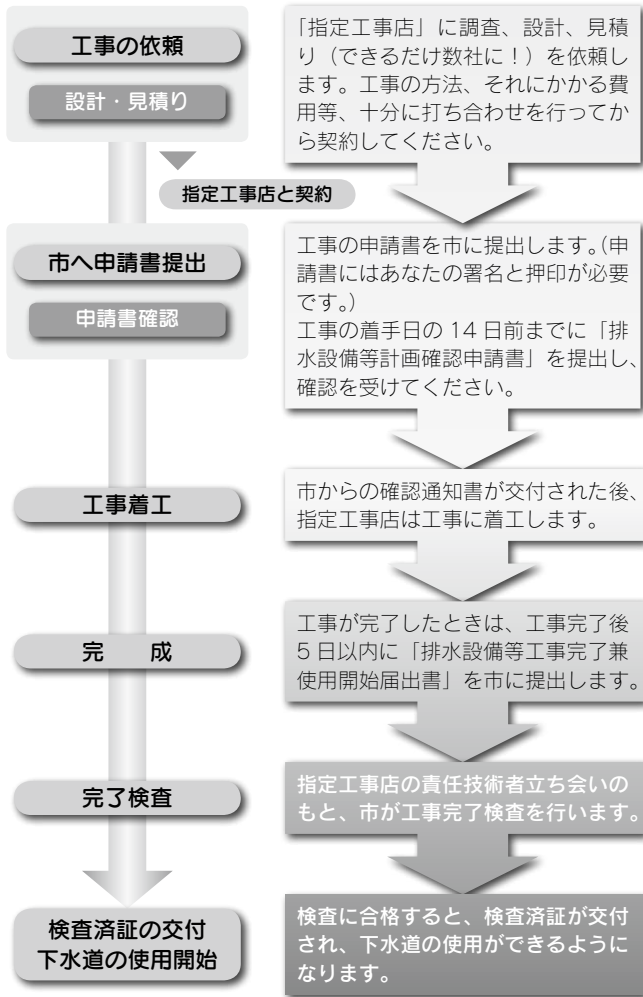 工事の依頼
設計・見積り
「指定工事店」に調査、設計、見積
り（できるだけ数社に！）を依頼し
ます。工事の方法、それにかかる費
用等、十分に打ち合わせを行ってか
ら契約してください。
指定工事店と契約
市へ申請書提出
申請書確認
工事の申請書を市に提出します。（申
請書にはあなたの署名と押印が必要
です。）
工事の着手日の 14 日前までに「排
水設備等計画確認申請書」を提出し、
確認を受けてください。
工事着工
市からの確認通知書が交付された後、
指定工事店は工事に着工します。
完　成
工事が完了したときは、工事完了後
5 日以内に「排水設備等工事完了兼
使用開始届出書」を市に提出します。
完了検査
指定工事店の責任技術者立ち会いの
もと、市が工事完了検査を行います。
検査済証の交付
下水道の使用開始
検査に合格すると、検査済証が交付
され、下水道の使用ができるように
なります。